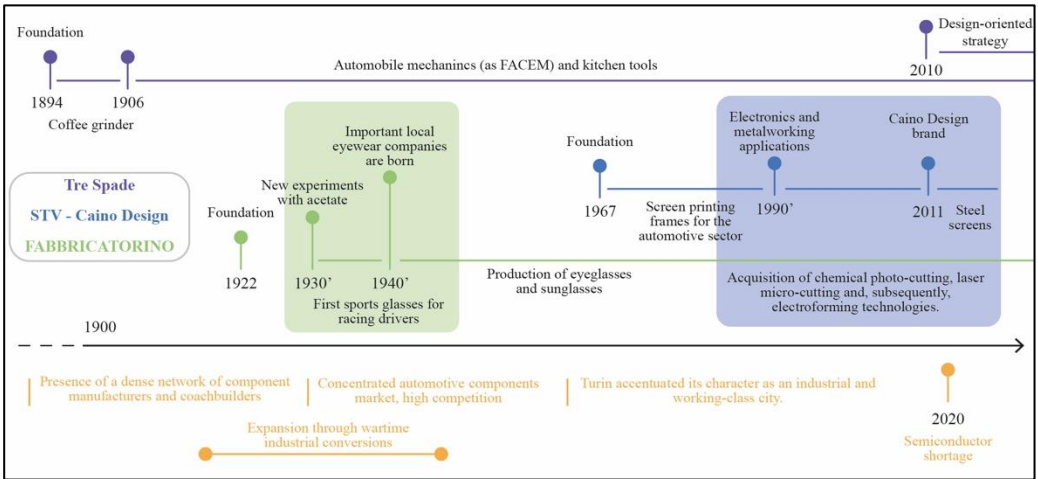 Foundation
1894
1906
Coffee grinder
Automobile mechanincs (as FACEM) and kitchen tools
2010
Design-oriented
strategy
Tre Spade
STV - Caino Design
FABBRICATORINO
Foundation
1922
New experiments
with acetate
1930’
Important local
eyewear companies
are born
1940’
First sports glasses for
racing drivers
Production of eyeglasses
and sunglasses
Foundation
1967
Screen printing
frames for the
automotive sector
Electronics and
metalworking
applications
1990’
Caino Design
brand
2011
Steel
screens
Acquisition of chemical photo-cutting, laser
micro-cutting and, subsequently,
electroforming technologies.
1900
Presence of a dense network of component
manufacturers and coachbuilders
Concentrated automotive components
market, high competition
Turin accentuated its character as an industrial and
working-class city.
Expansion through wartime
industrial conversions
2020
Semiconductor
shortage